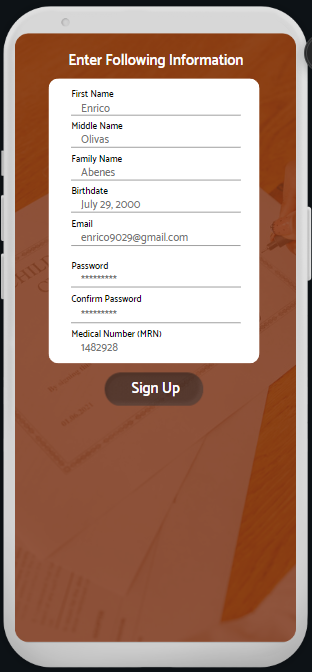 Enter Following Information
First Name
Enrico
Middle Name
Olivas
Family Name
Abenes
Birthdate
July 29, 2000
Email
enrico9029@gmail.com
Password
*********
Confirm Password
*********
Medical Number (MRN)
1482928
Sign Up